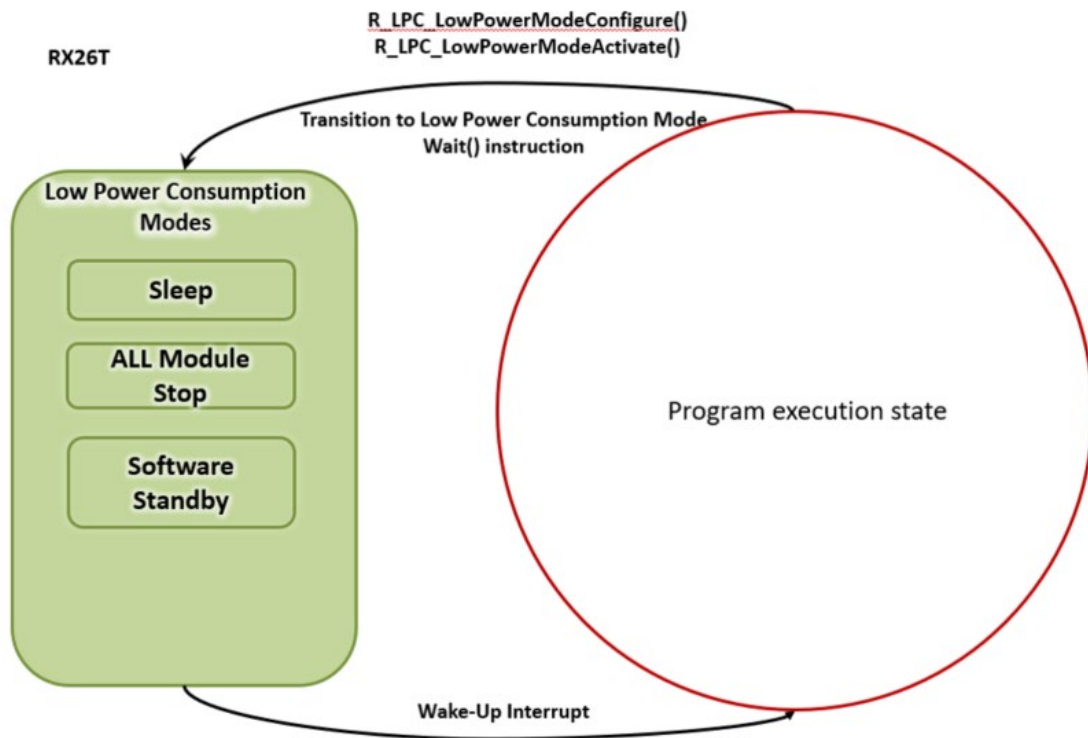 R_LPC_LowPowerModeConfigure()
R_LPC_LowPowerModeActivate()
RX26T
Transition to Low Power Consumption Mode
Wait() instruction
Low Power Consumption
Modes
Sleep
ALL Module
Stop
Software
Standby
Program execution state
Wake-Up Interrupt